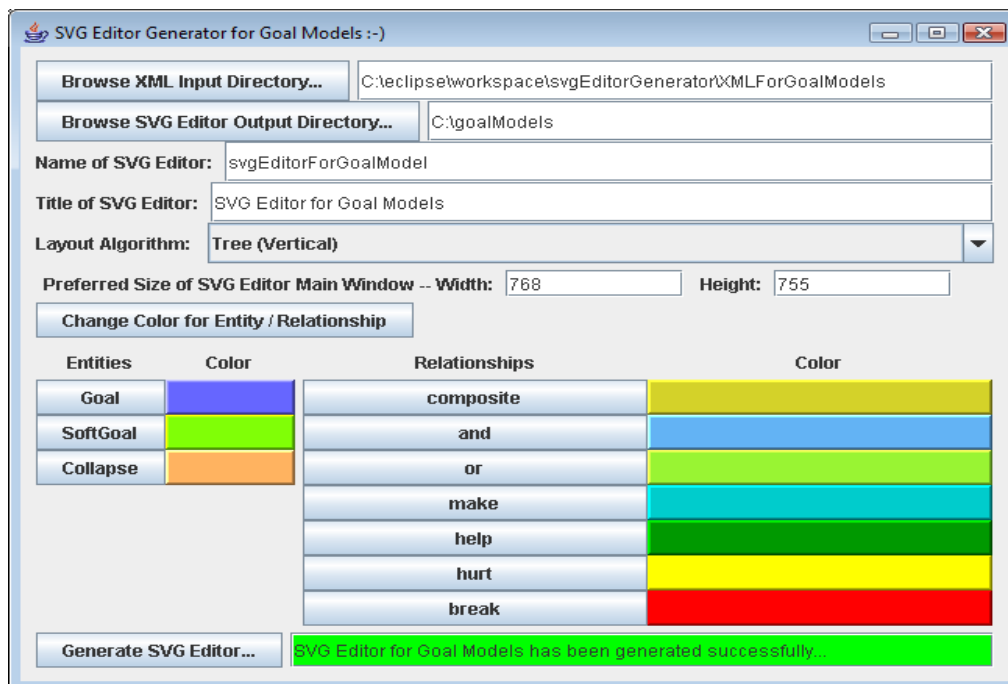 SVG Editor Generator for Goal Models :-)
Browse XML Input Directory... C:\eclipse\workspace\svgEditorGenerator\XMLForGoalModels
Browse SVG Editor Output Directory... C:\goalModels
Name of SVG Editor: svgEditorForGoalModel
Title of SVG Editor: SVG Editor for Goal Models
Layout Algorithm: Tree (Vertical)
Preferred Size of SVG Editor Main Window -- Width: 768 Height: 755
Change Color for Entity / Relationship
Entities Color Relationships Color
Goal composite
SoftGoal and
Collapse or
make
help
hurt
break
Generate SVG Editor... SVG Editor for Goal Models has been generated successfully...